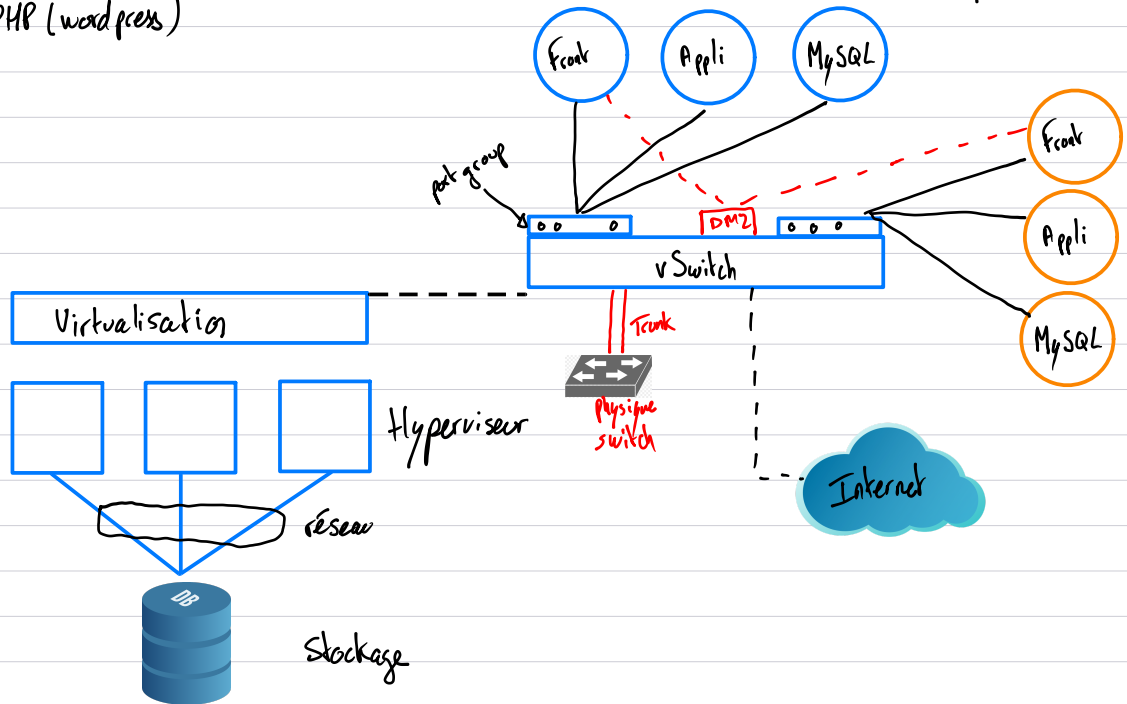 PHP (wordpress)
Front
Appli
MySQL
Front
port group
DMZ
Appli
vSwitch
Virtualisation
Trunk
MySQL
physique
switch
Hyperviseur
Internet
réseau
DB
Stockage